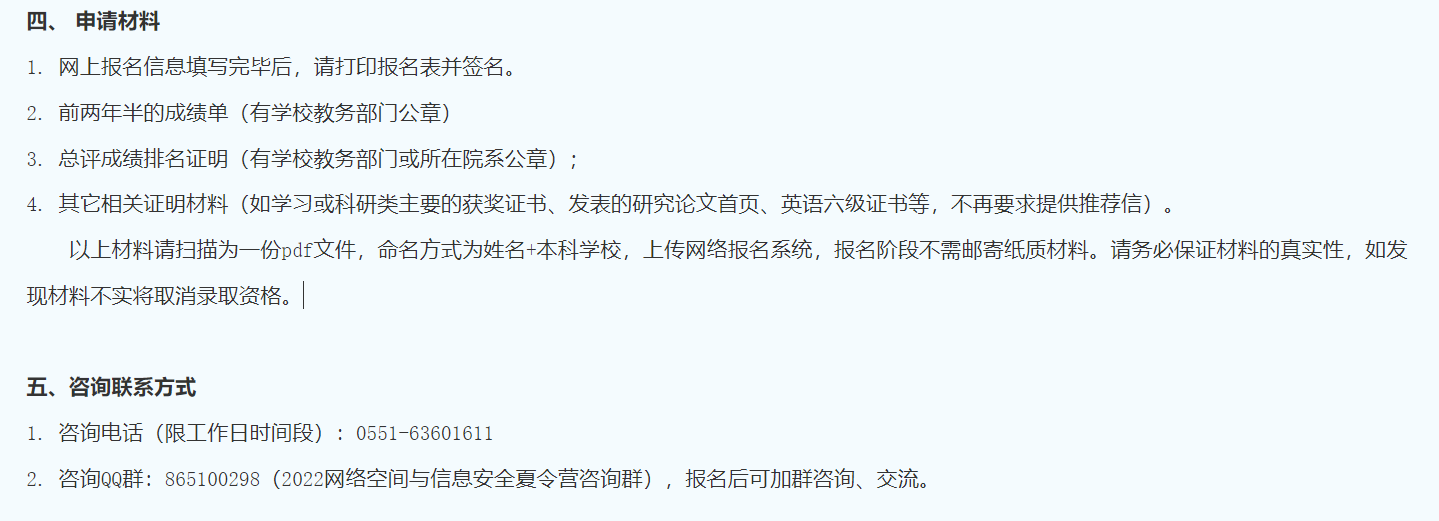 四、 申请材料
1. 网上报名信息填写完毕后，请打印报名表并签名。
2. 前两年半的成绩单（有学校教务部门公章）
3. 总评成绩排名证明（有学校教务部门或所在院系公章）；
4. 其它相关证明材料（如学习或科研类主要的获奖证书、发表的研究论文首页、英语六级证书等，不再要求提供推荐信）。
以上材料请扫描为一份pdf文件，命名方式为姓名+本科学校，上传网络报名系统，报名阶段不需邮寄纸质材料。请务必保证材料的真实性，如发
现材料不实将取消录取资格。
五、咨询联系方式
1. 咨询电话（限工作日时间段）：0551-63601611
2. 咨询QQ群：865100298（2022网络空间与信息安全夏令营咨询群），报名后可加群咨询、交流。